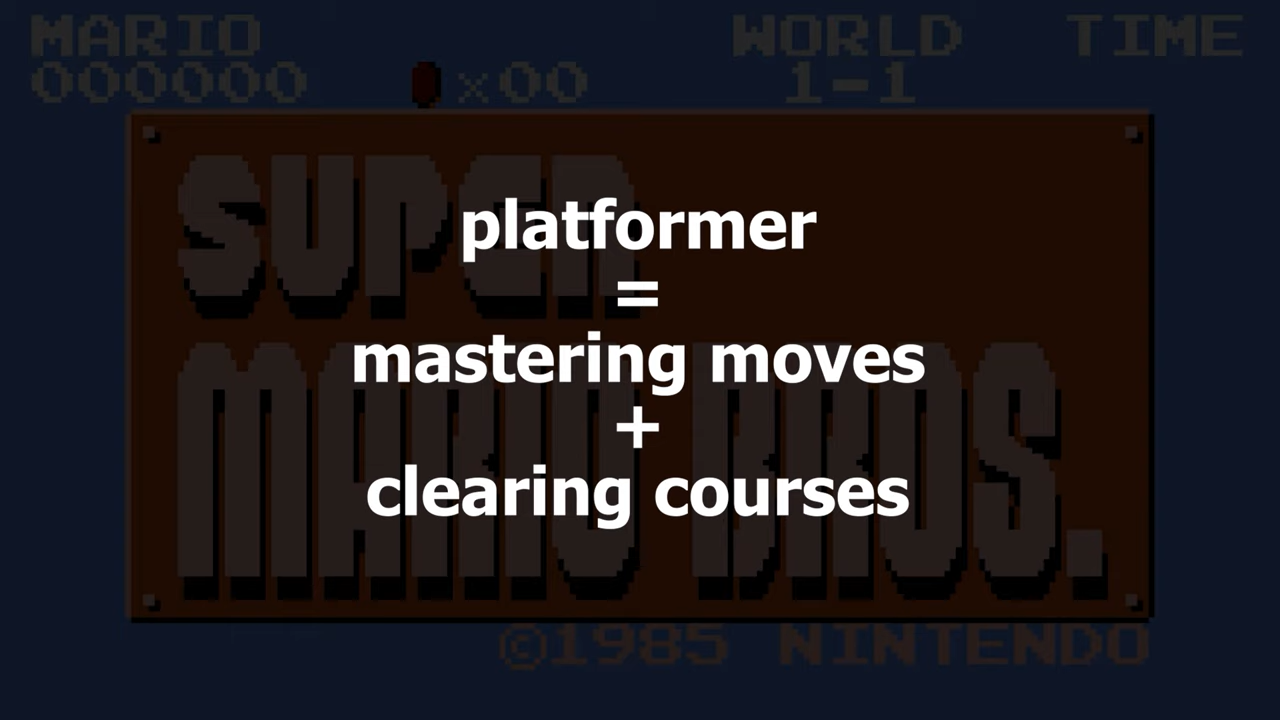 MARIO WORLD TIME
000000 x00 1-1
SUPER
MARIO BROS.
©1985 NINTENDO
platformer
=
mastering moves
+
clearing courses